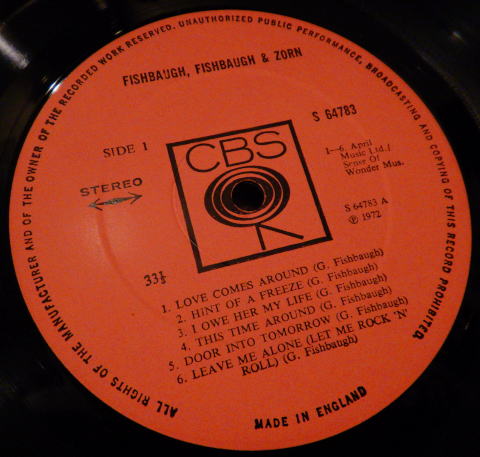 ALL RIGHTS OF THE MANUFACTURER AND OF THE OWNER OF THE RECORDED WORK RESERVED. UNAUTHORIZED PUBLIC PERFORMANCE, BROADCASTING AND COPYING OF THIS RECORD PROHIBITED.
FISHBAUGH, FISHBAUGH & ZORN
S 64783
SIDE 1
CBS
1—6. April
Music Ltd./
Sense Of
Wonder Mus.
STEREO
S 64783 A
℗ 1972
33⅓
1. LOVE COMES AROUND (G. Fishbaugh)
2. HINT OF A FREEZE (G. Fishbaugh)
3. I OWE HER MY LIFE (G. Fishbaugh)
4. THIS TIME AROUND (G. Fishbaugh)
5. DOOR INTO TOMORROW (G. Fishbaugh)
6. LEAVE ME ALONE (LET ME ROCK 'N'
ROLL) (G. Fishbaugh)
MADE IN ENGLAND